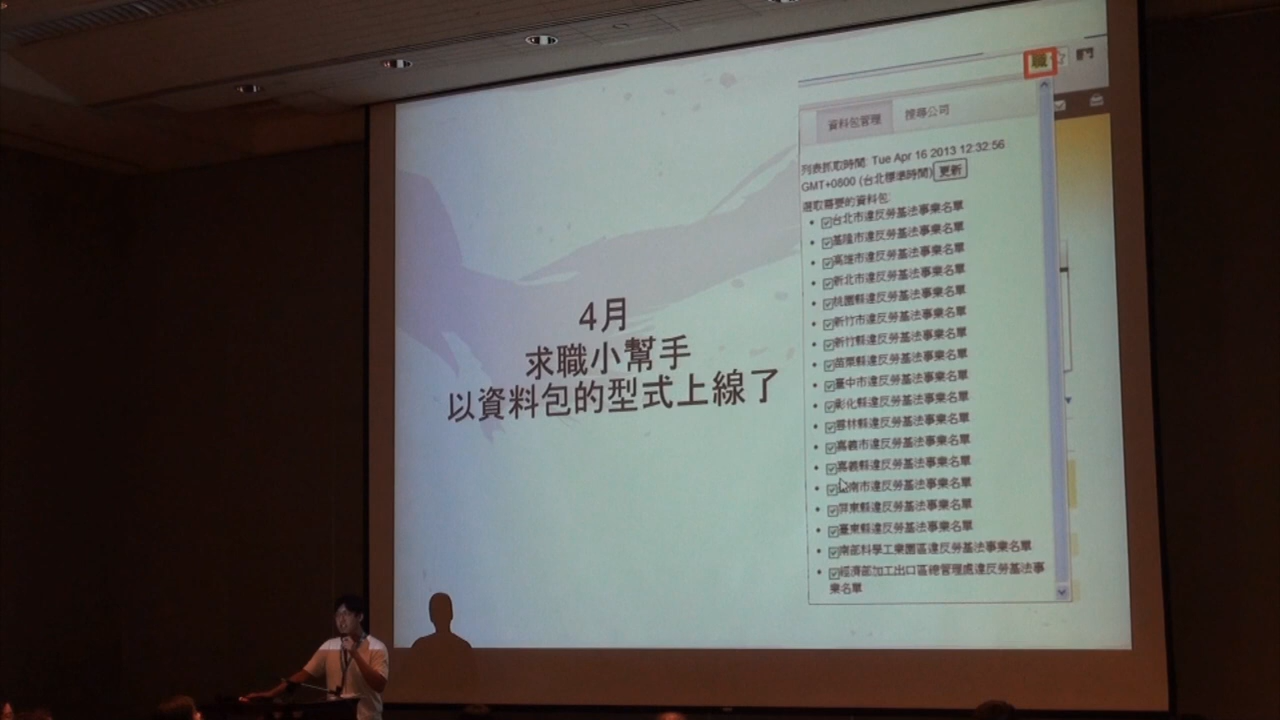 4月
求職小幫手
以資料包的型式上線了
職
資料包管理 搜尋公司
列表抓取時間: Tue Apr 16 2013 12:32:56
GMT+0800 (台北標準時間) 更新
選取需要的資料包:
台北市違反勞基法事業名單
基隆市違反勞基法事業名單
高雄市違反勞基法事業名單
新北市違反勞基法事業名單
桃園縣違反勞基法事業名單
新竹市違反勞基法事業名單
新竹縣違反勞基法事業名單
苗栗縣違反勞基法事業名單
臺中市違反勞基法事業名單
彰化縣違反勞基法事業名單
雲林縣違反勞基法事業名單
嘉義市違反勞基法事業名單
嘉義縣違反勞基法事業名單
南市違反勞基法事業名單
屏東縣違反勞基法事業名單
臺東縣違反勞基法事業名單
南部科學工業園區違反勞基法事業名單
經濟部加工出口區總管理處違反勞基法事
業名單